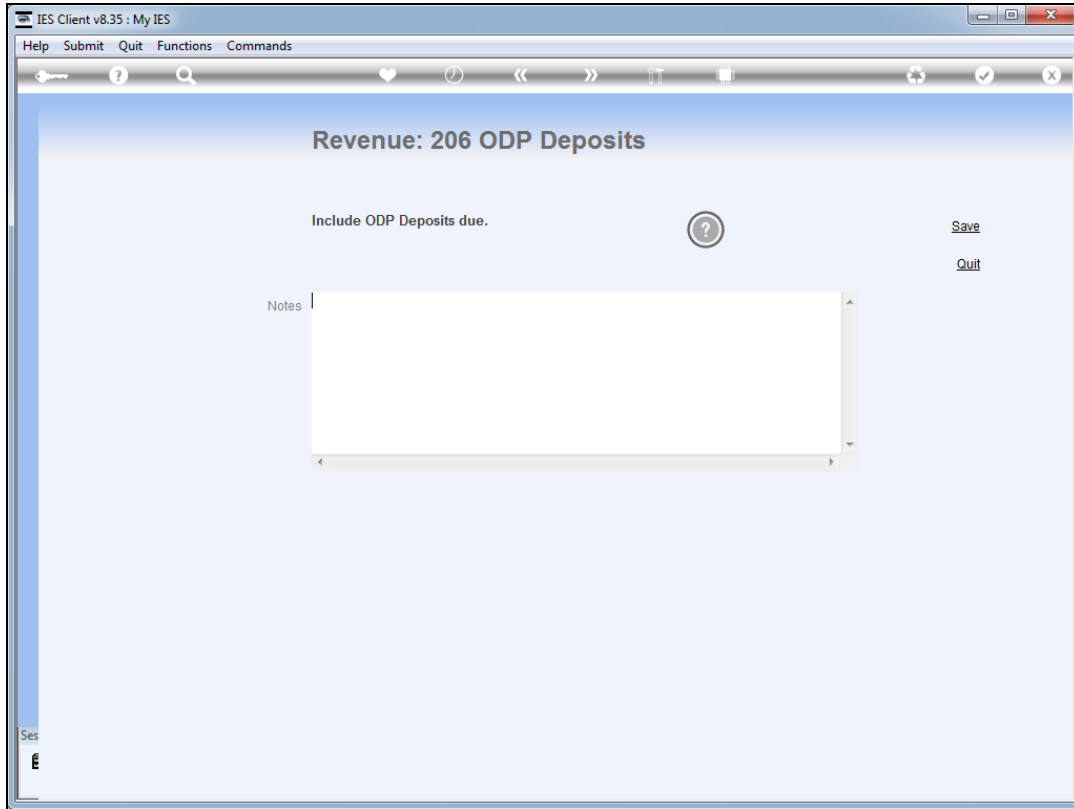 IES Client v8.35 : My IES
Help Submit Quit Functions Commands
Revenue: 206 ODP Deposits
Include ODP Deposits due.
?
Save
Quit
Notes
Ses